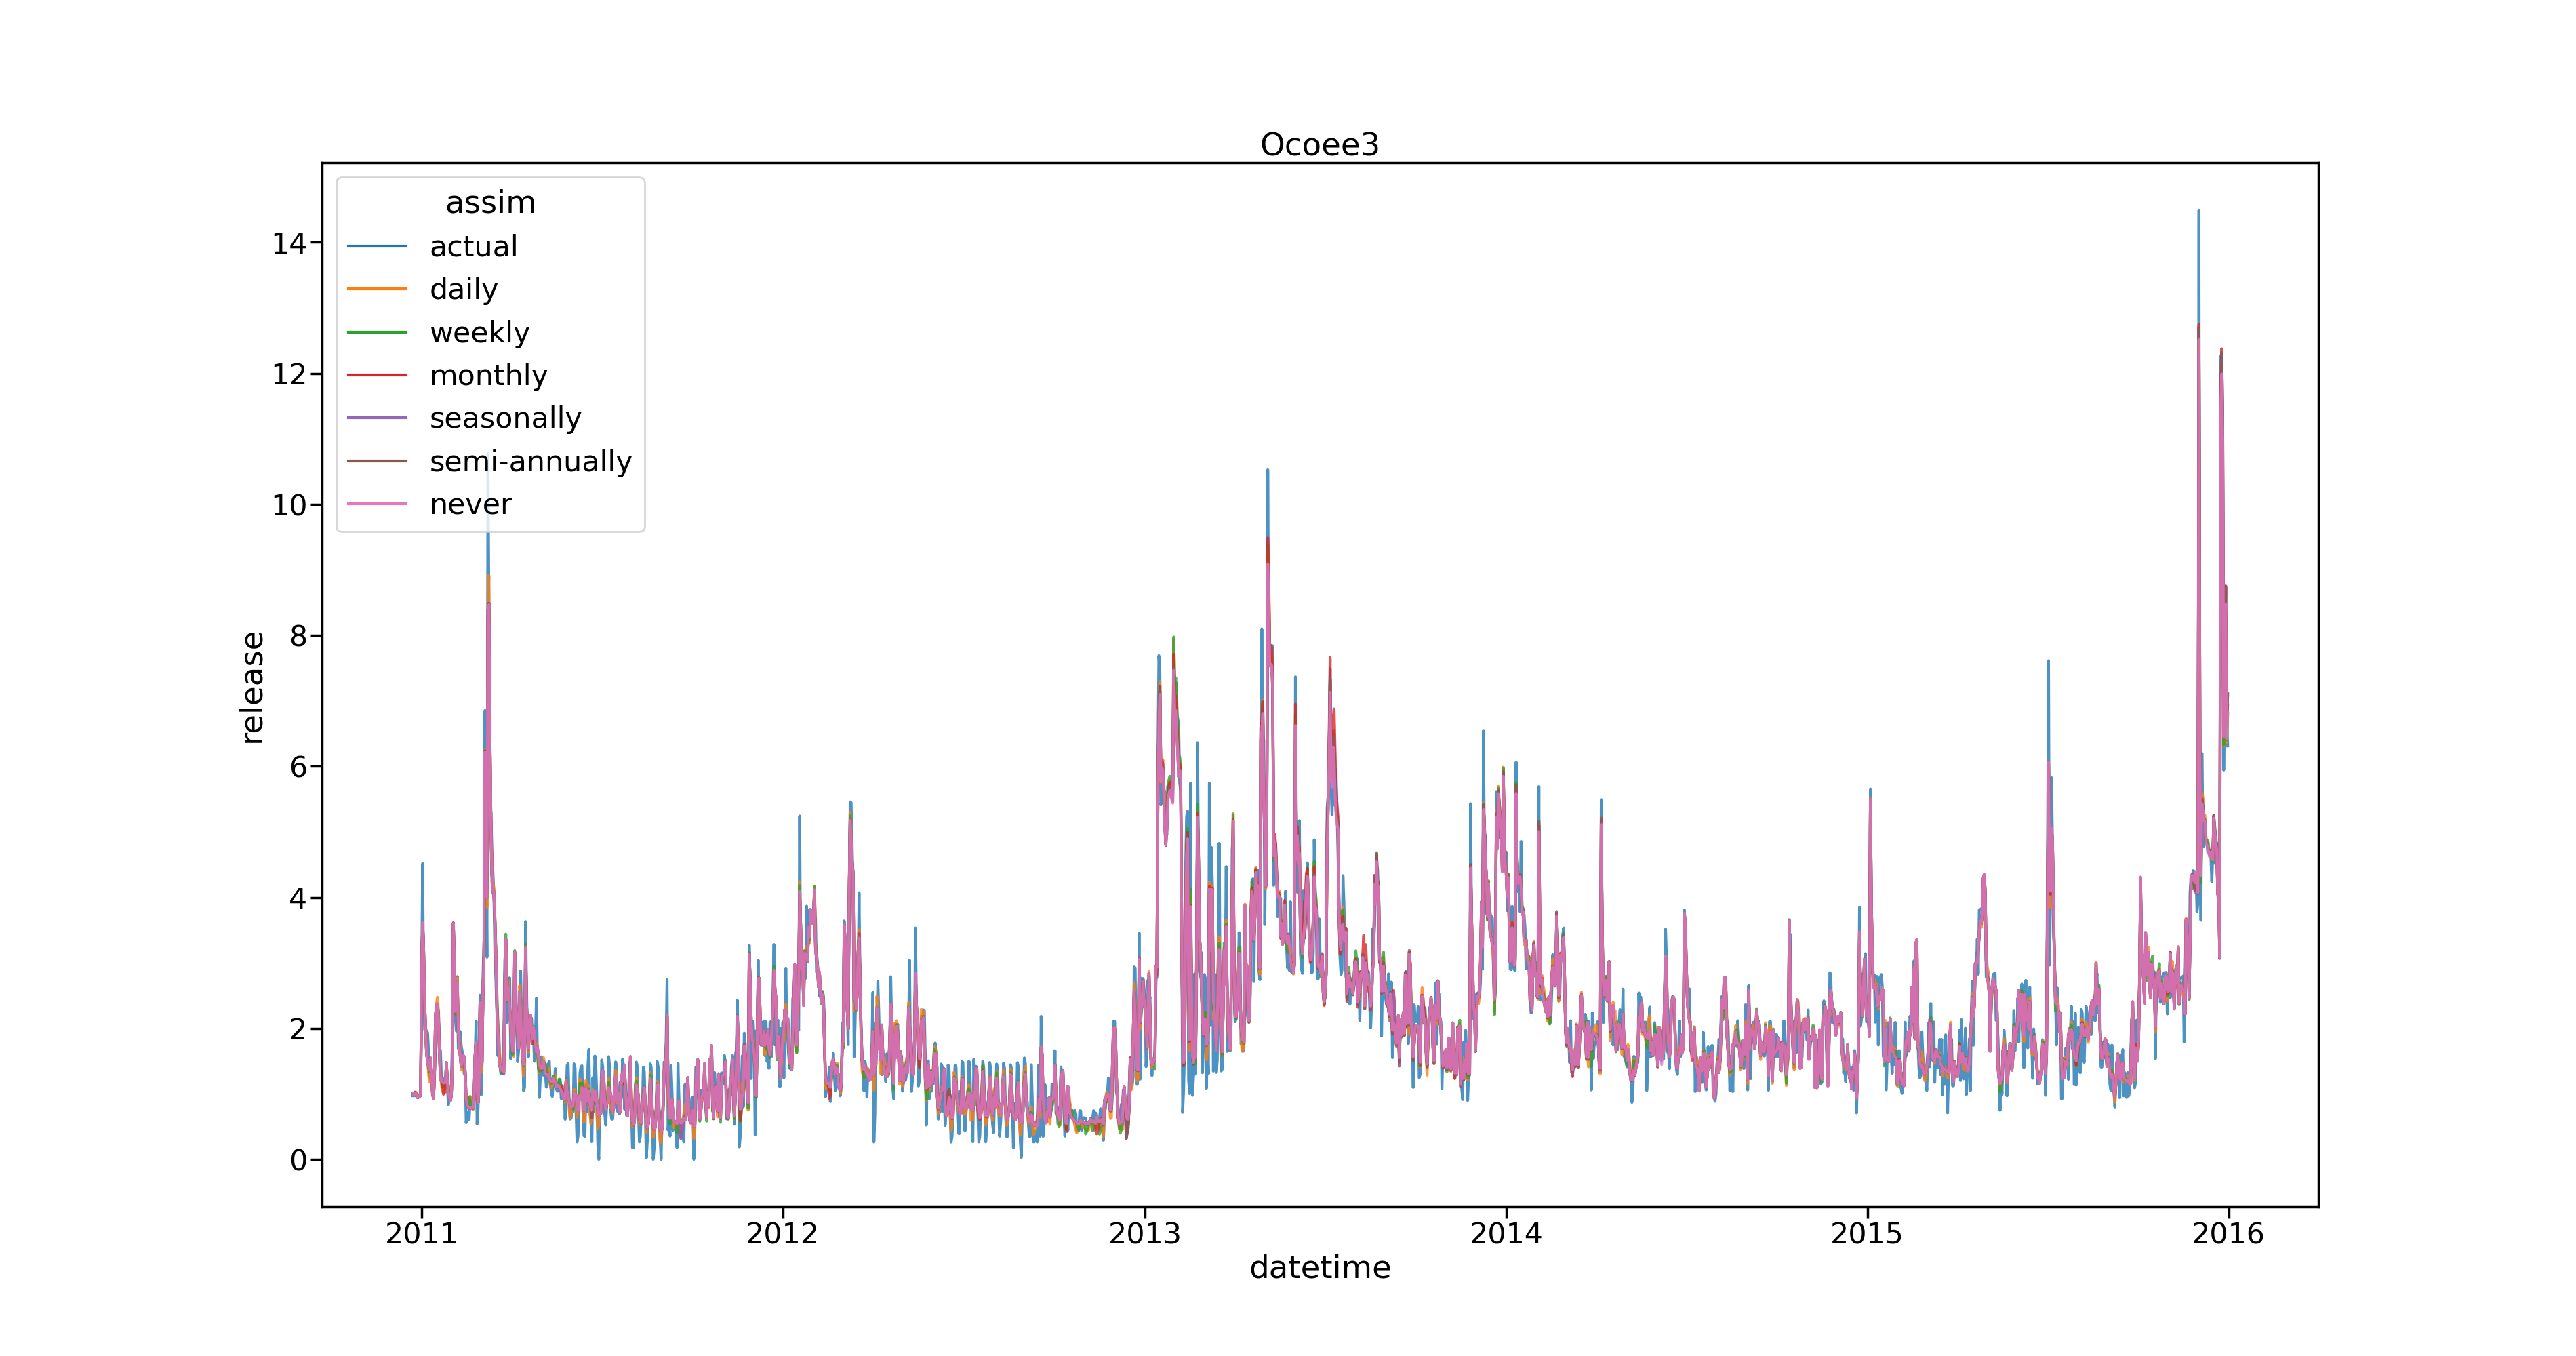 Ocoee3
assim
actual
daily
weekly
monthly
seasonally
semi-annually
never
14
12
10
8
6
4
2
0
release
2011 2012 2013 2014 2015 2016
datetime